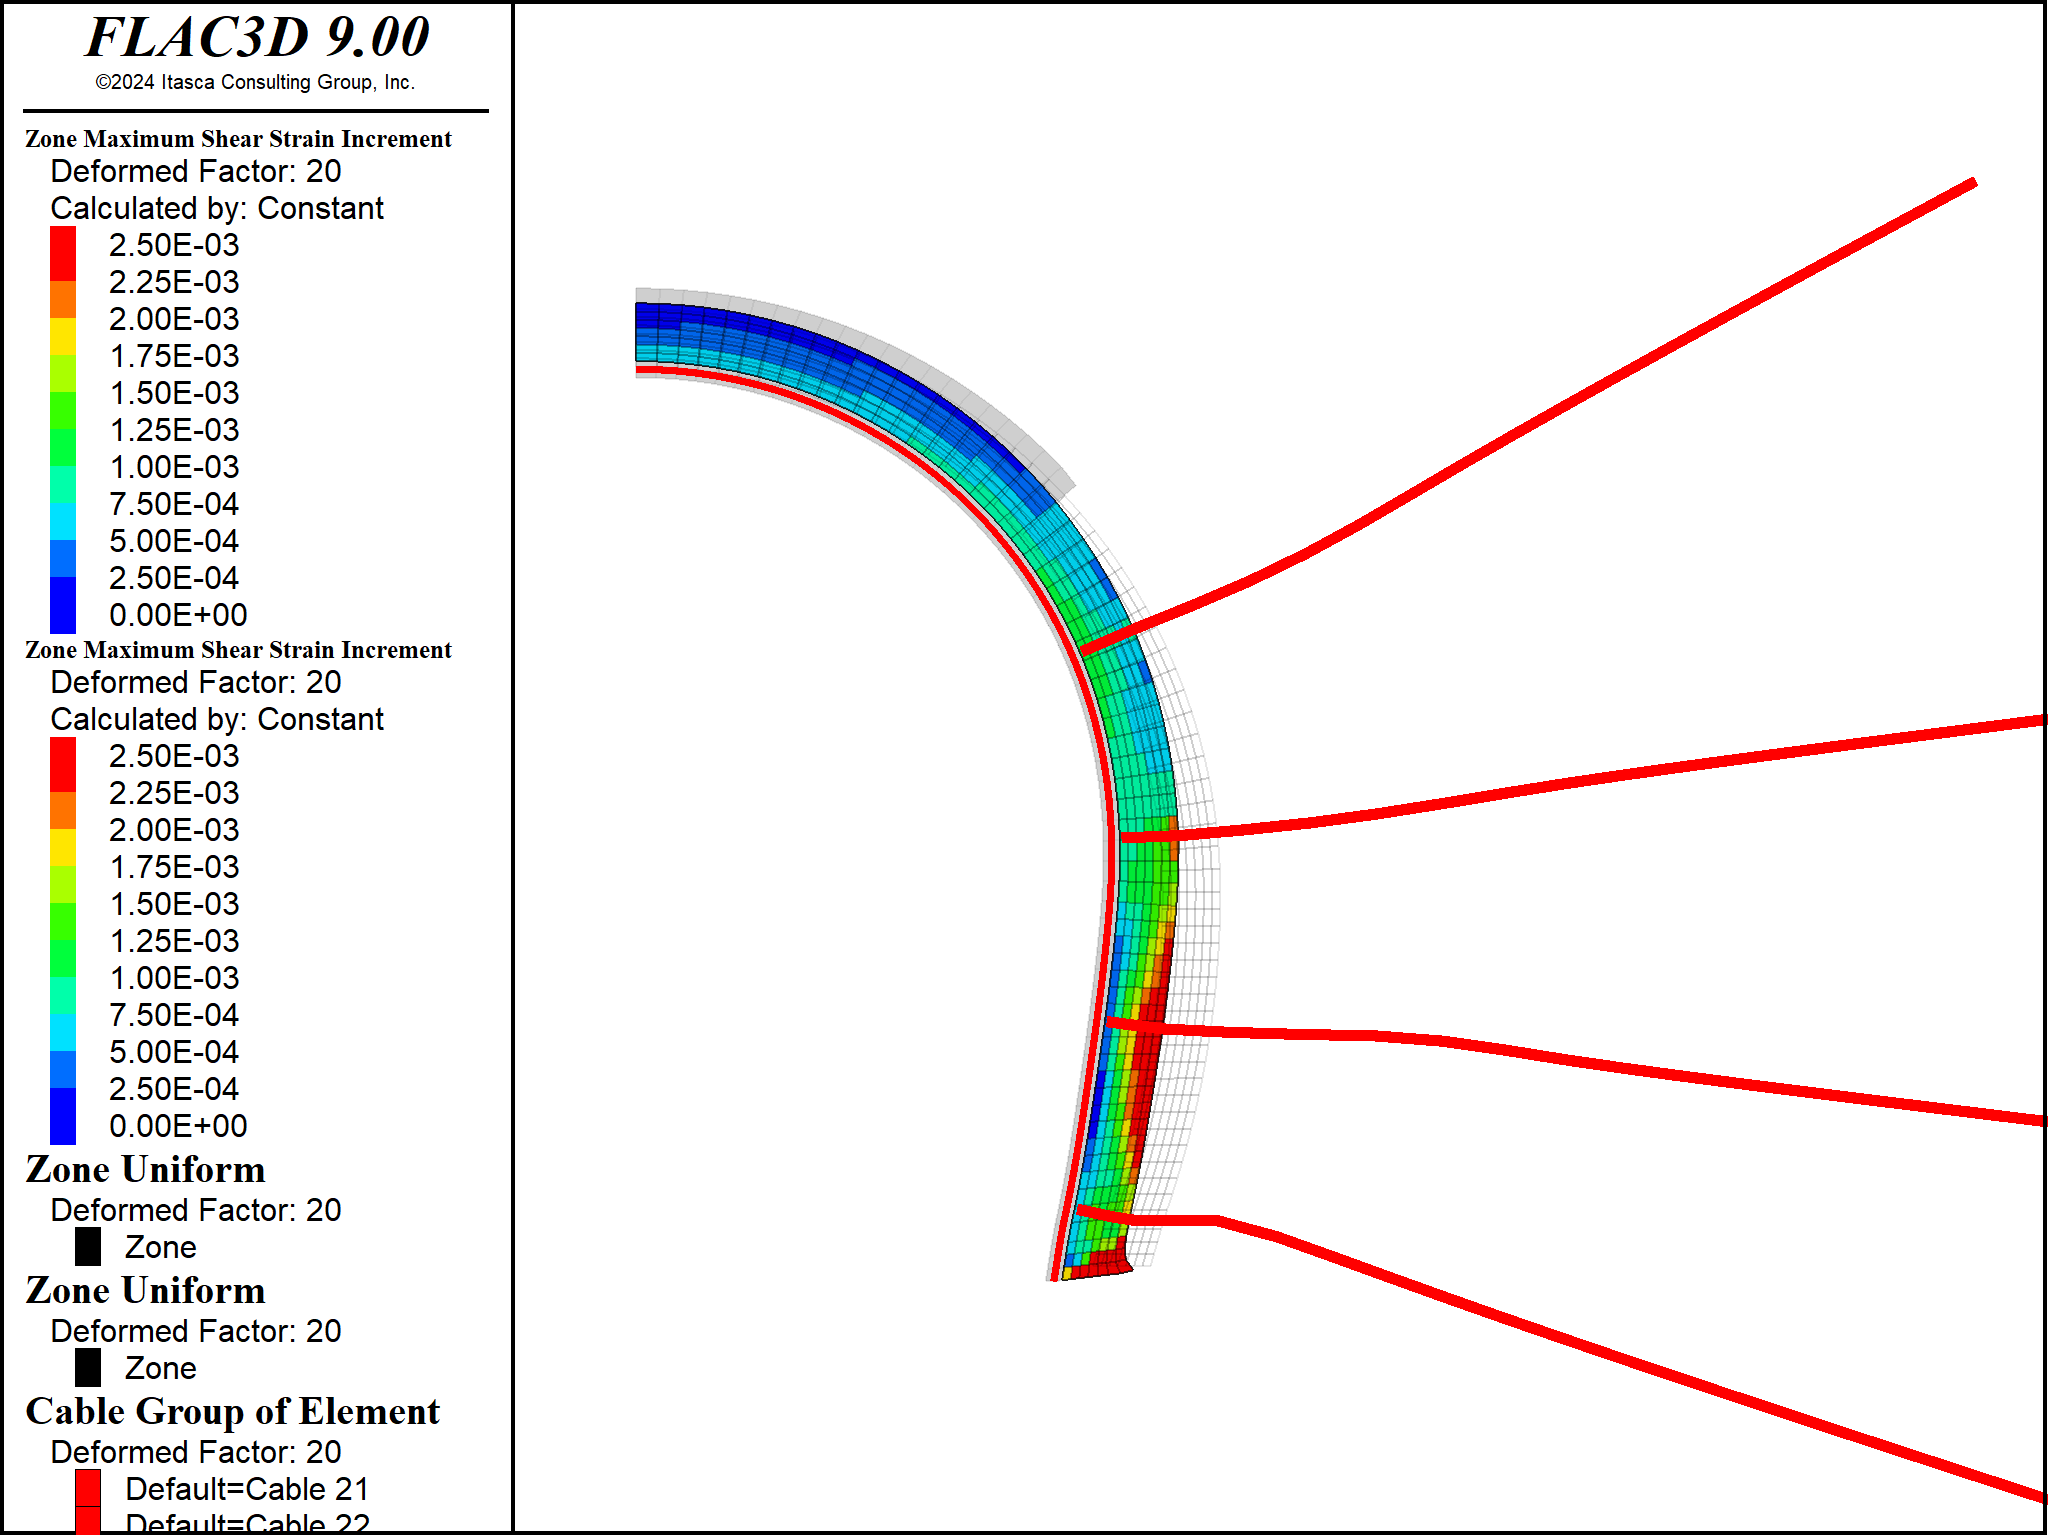 FLAC3D 9.00
©2024 Itasca Consulting Group, Inc.
Zone Maximum Shear Strain Increment
Deformed Factor: 20
Calculated by: Constant
2.50E-03
2.25E-03
2.00E-03
1.75E-03
1.50E-03
1.25E-03
1.00E-03
7.50E-04
5.00E-04
2.50E-04
0.00E+00
Zone Maximum Shear Strain Increment
Deformed Factor: 20
Calculated by: Constant
2.50E-03
2.25E-03
2.00E-03
1.75E-03
1.50E-03
1.25E-03
1.00E-03
7.50E-04
5.00E-04
2.50E-04
0.00E+00
Zone Uniform
Deformed Factor: 20
Zone
Zone Uniform
Deformed Factor: 20
Zone
Cable Group of Element
Deformed Factor: 20
Default=Cable 21
Default=Cable 22